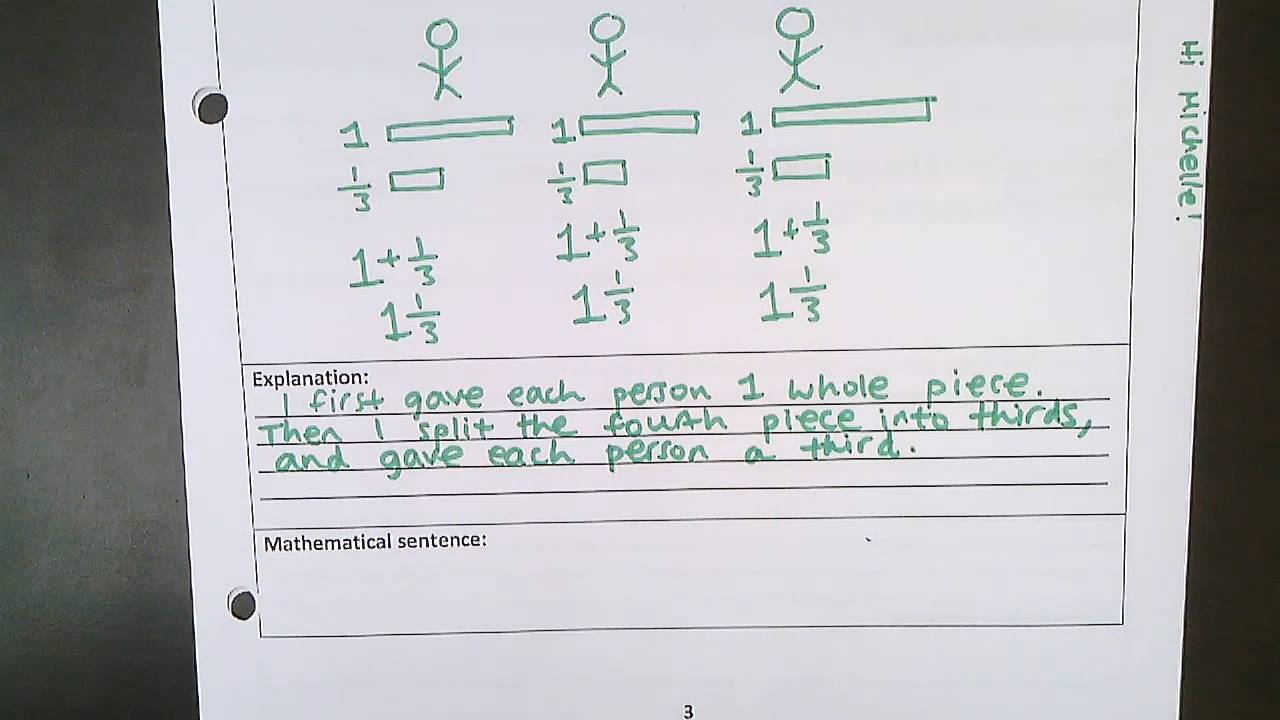 1 1 1
1/3 1/3 1/3
1 + 1/3 1 + 1/3 1 + 1/3
1 1/3 1 1/3 1 1/3
Explanation:
I first gave each person 1 whole piece.
Then I split the fourth piece into thirds,
and gave each person a third.
Mathematical sentence:
3
Hi Michelle!